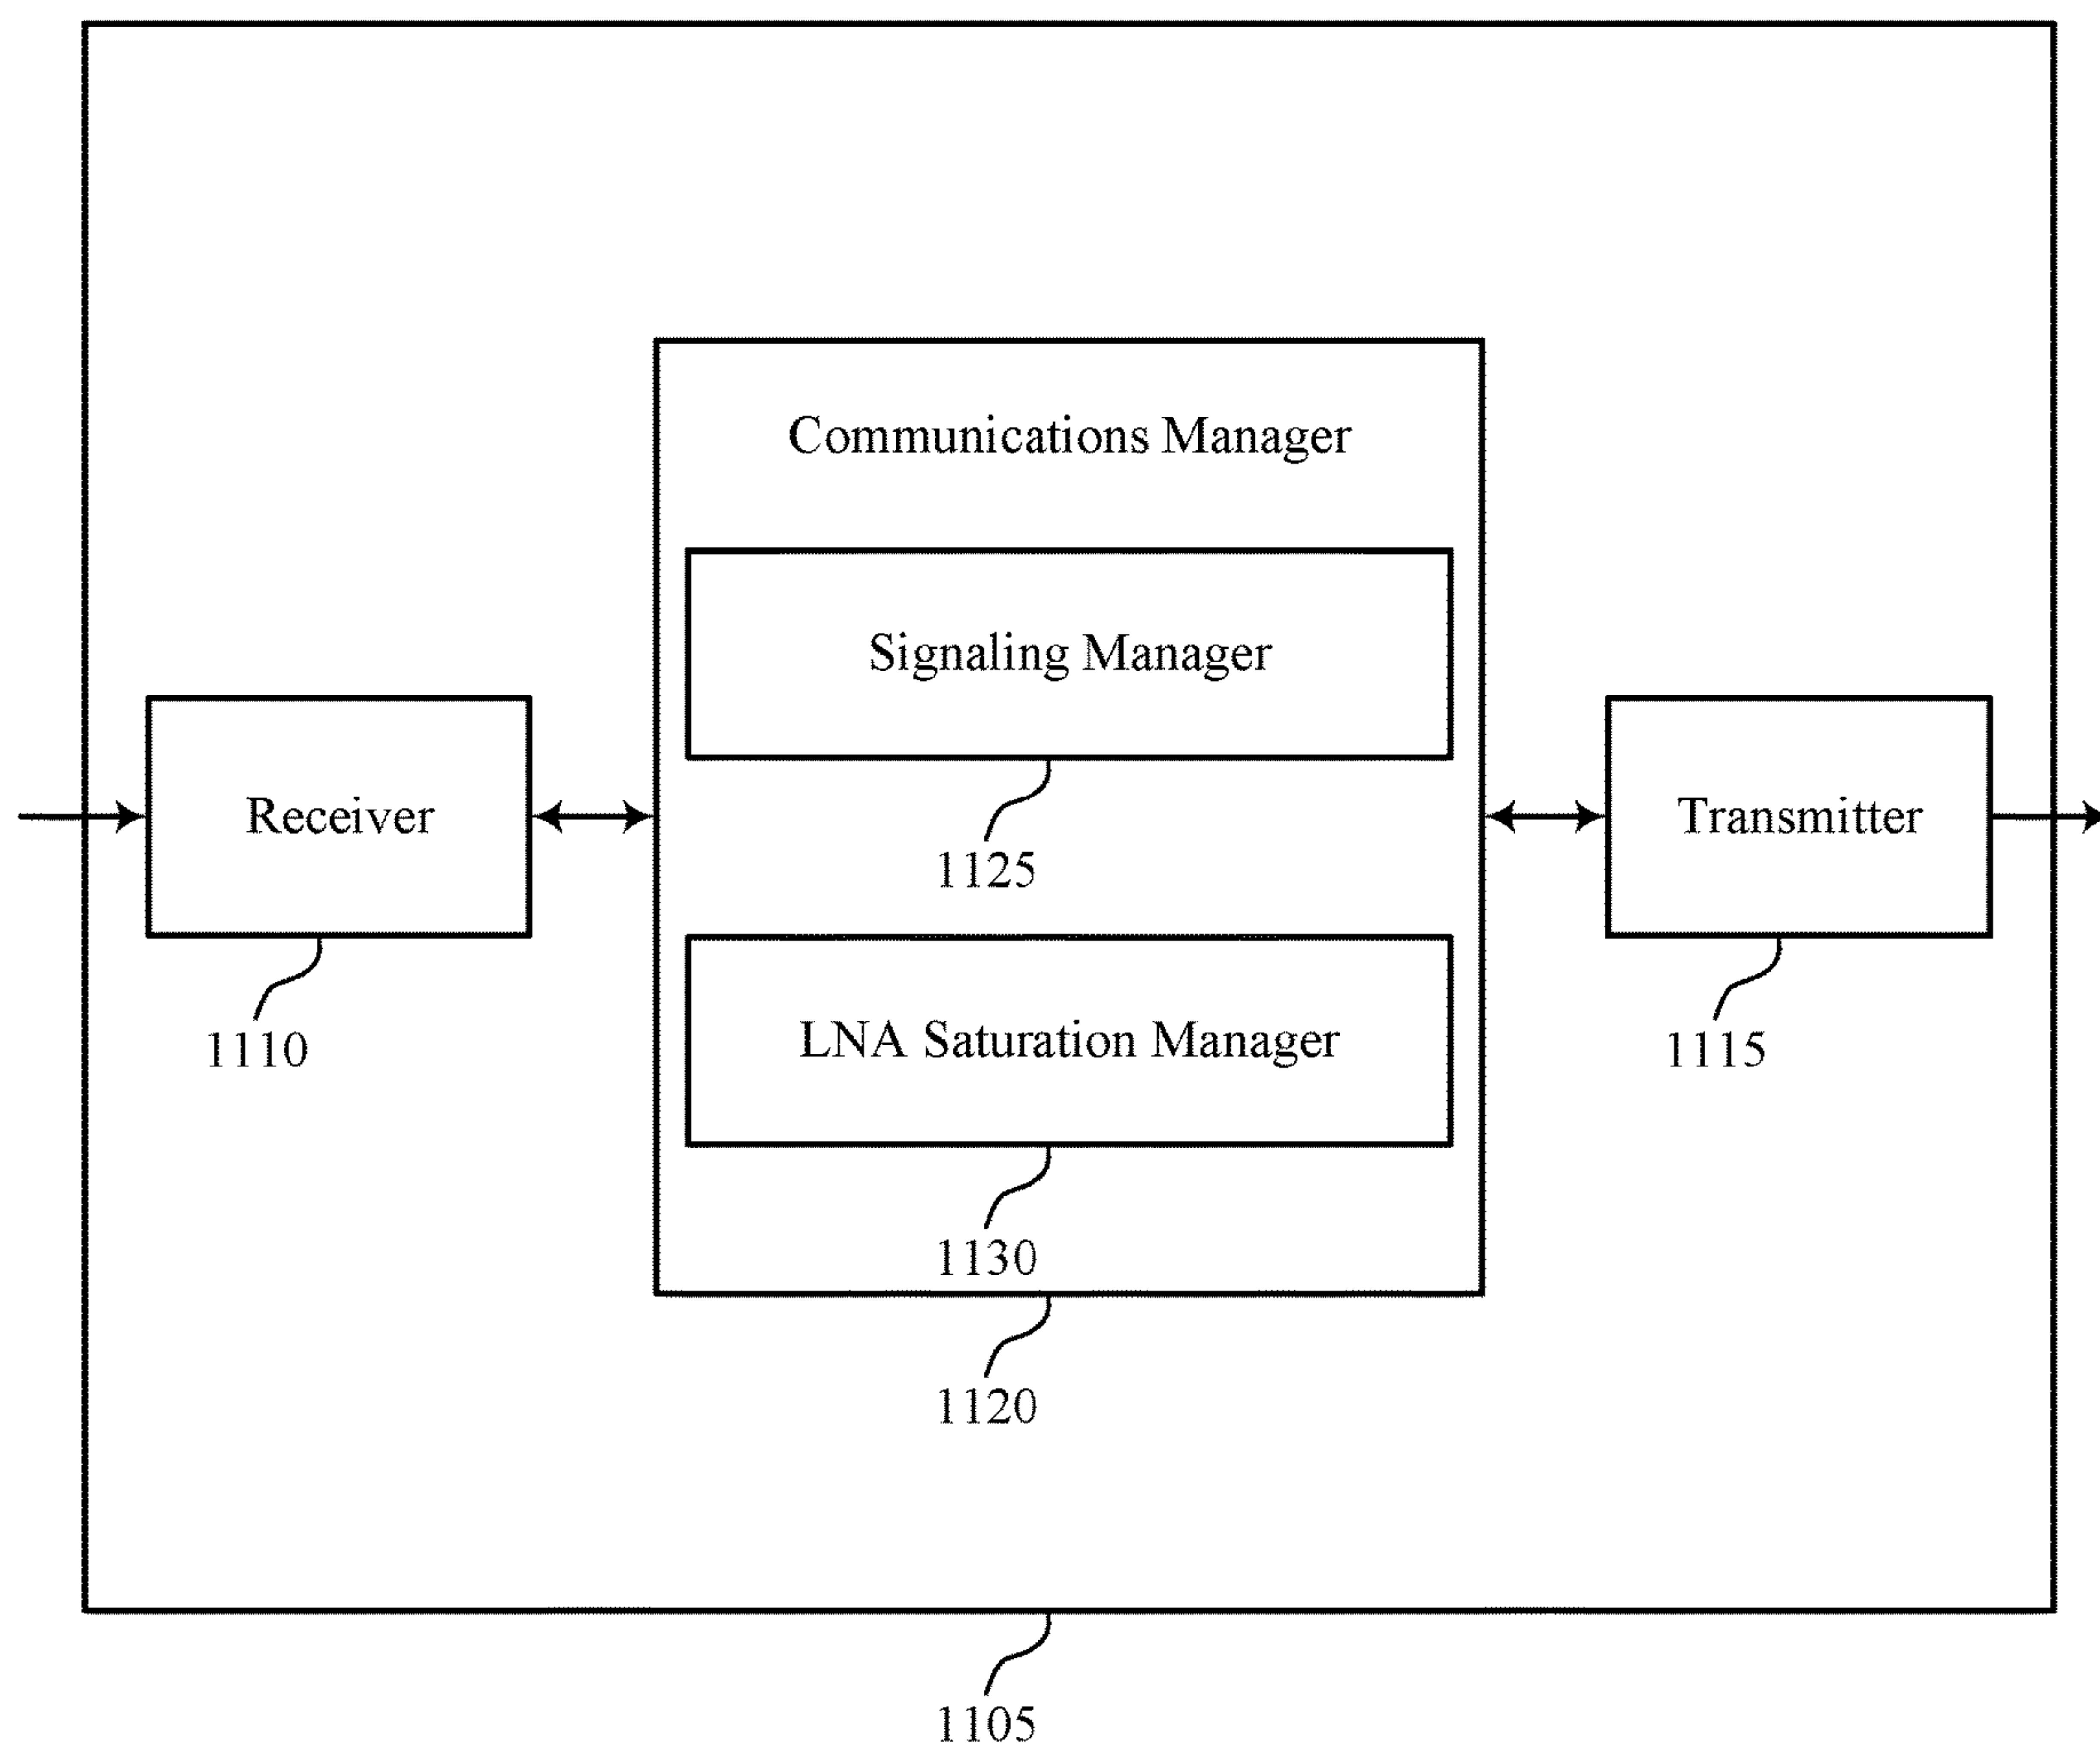 Communications Manager
Signaling Manager
1125
Receiver
1110
Transmitter
1115
LNA Saturation Manager
1130
1120
1105